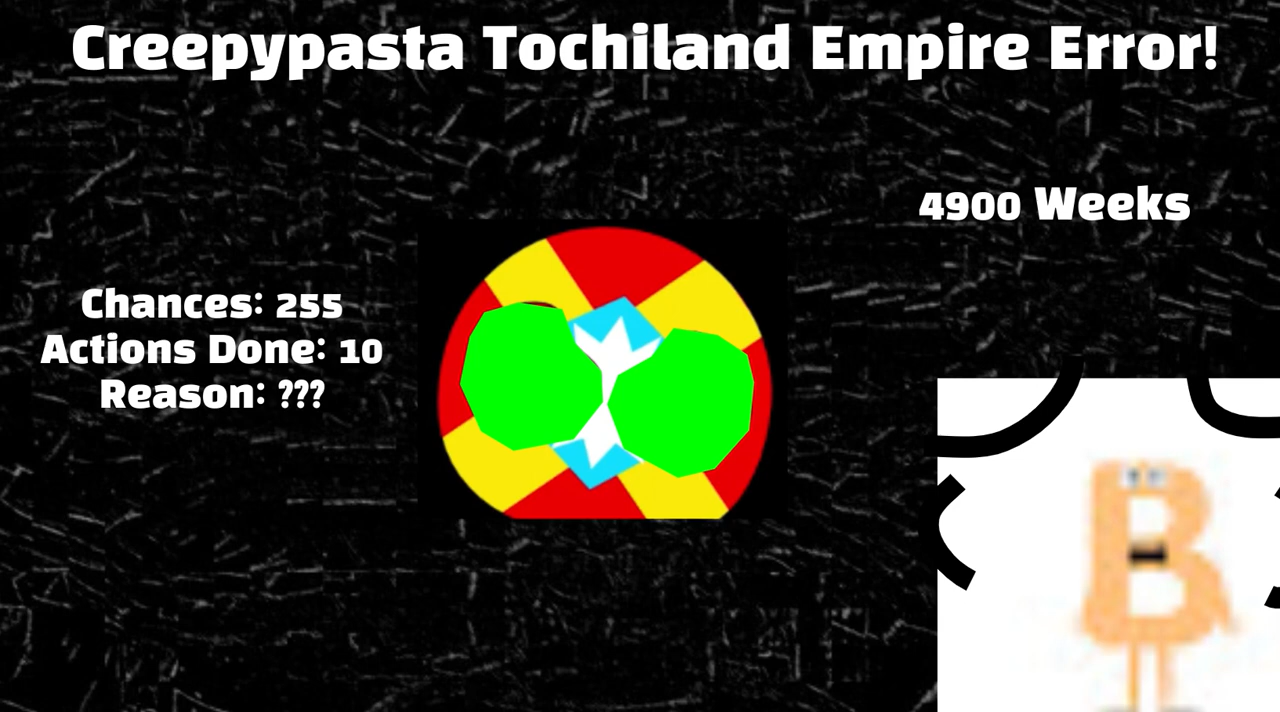 Creepypasta Tochiland Empire Error!
4900 Weeks
Chances: 255
Actions Done: 10
Reason: ???
B